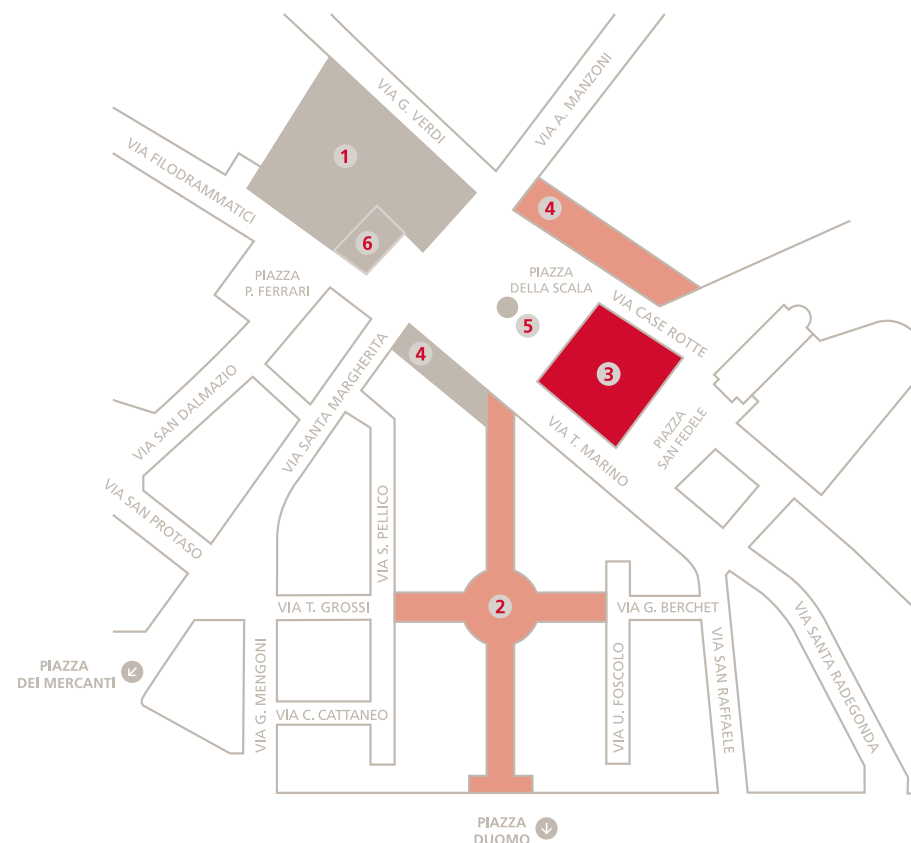 VIA G. VERDI
VIA A. MANZONI
1
VIA FILODRAMMATICI
4
6
PIAZZA
P. FERRARI
PIAZZA
DELLA SCALA
5
VIA CASE ROTTE
4
3
VIA SANTA MARGHERITA
VIA SAN DALMAZIO
VIA T. MARINO
PIAZZA
SAN FEDELE
VIA SAN PROTASO
VIA S. PELLICO
VIA T. GROSSI
2
VIA G. BERCHET
VIA SANTA RADEGONDA
VIA SAN RAFFAELE
VIA U. FOSCOLO
PIAZZA
DEI MERCANTI
VIA G. MENGONI
VIA C. CATTANEO
PIAZZA
DUOMO